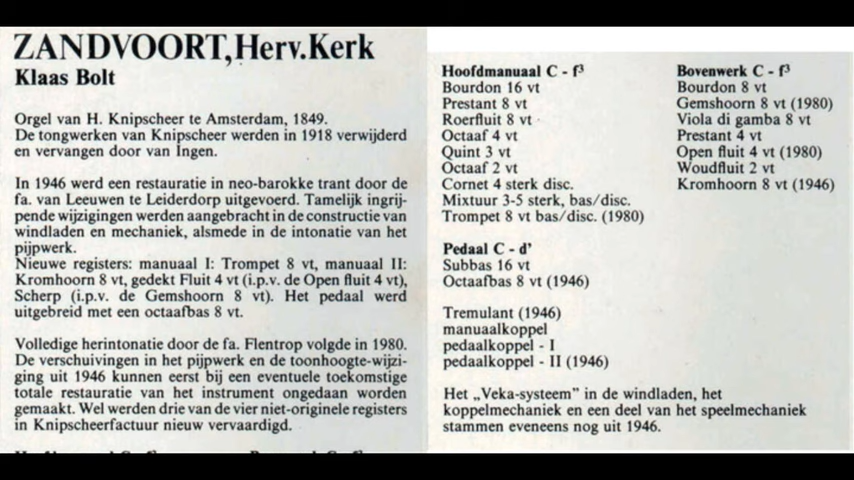 ZANDVOORT, Herv.Kerk
Klaas Bolt
Orgel van H. Knipscheer te Amsterdam, 1849.
De tongwerken van Knipscheer werden in 1918 verwijderd
en vervangen door van Ingen.
In 1946 werd een restauratie in neo-barokke trant door de
fa. van Leeuwen te Leiderdorp uitgevoerd. Tamelijk ingrij-
pende wijzigingen werden aangebracht in de constructie van
windladen en mechaniek, alsmede in de intonatie van het
pijpwerk.
Nieuwe registers: manuaal I: Trompet 8 vt, manuaal II:
Kromhoorn 8 vt, gedekt Fluit 4 vt (i.p.v. de Open fluit 4 vt),
Scherp (i.p.v. de Gemshoorn 8 vt). Het pedaal werd
uitgebreid met een octaafbas 8 vt.
Volledige herintonatie door de fa. Flentrop volgde in 1980.
De verschuivingen in het pijpwerk en de toonhoogte-wijzi-
ging uit 1946 kunnen eerst bij een eventuele toekomstige
totale restauratie van het instrument ongedaan worden
gemaakt. Wel werden drie van de vier niet-originele registers
in Knipscheerfactuur nieuw vervaardigd.
Hoofdmanuaal C - f³
Bourdon 16 vt
Prestant 8 vt
Roerfluit 8 vt
Octaaf 4 vt
Quint 3 vt
Octaaf 2 vt
Cornet 4 sterk disc.
Mixtuur 3-5 sterk, bas/disc.
Trompet 8 vt bas/disc. (1980)
Pedaal C - d'
Subbas 16 vt
Octaafbas 8 vt (1946)
Tremulant (1946)
manuaalkoppel
pedaalkoppel - I
pedaalkoppel - II (1946)
Bovenwerk C - f³
Bourdon 8 vt
Gemshoorn 8 vt (1980)
Viola di gamba 8 vt
Prestant 4 vt
Open fluit 4 vt (1980)
Woudfluit 2 vt
Kromhoorn 8 vt (1946)
Het „Veka-systeem” in de windladen, het
koppelmechaniek en een deel van het speelmechaniek
stammen eveneens nog uit 1946.